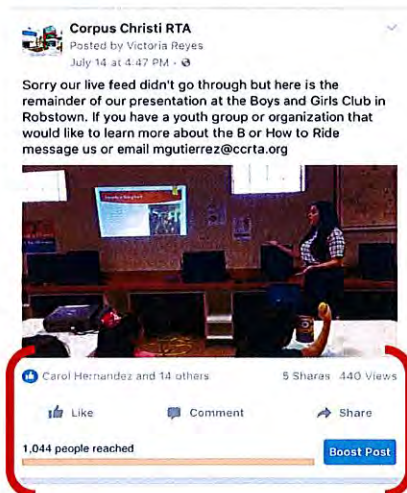 Corpus Christi RTA
Posted by Victoria Reyes
July 14 at 4:47 PM ·
Sorry our live feed didn't go through but here is the
remainder of our presentation at the Boys and Girls Club in
Robstown. If you have a youth group or organization that
would like to learn more about the B or How to Ride
message us or email mgutierrez@ccrta.org
Carol Hernandez and 14 others 5 Shares 440 Views
Like Comment Share
1,044 people reached Boost Post